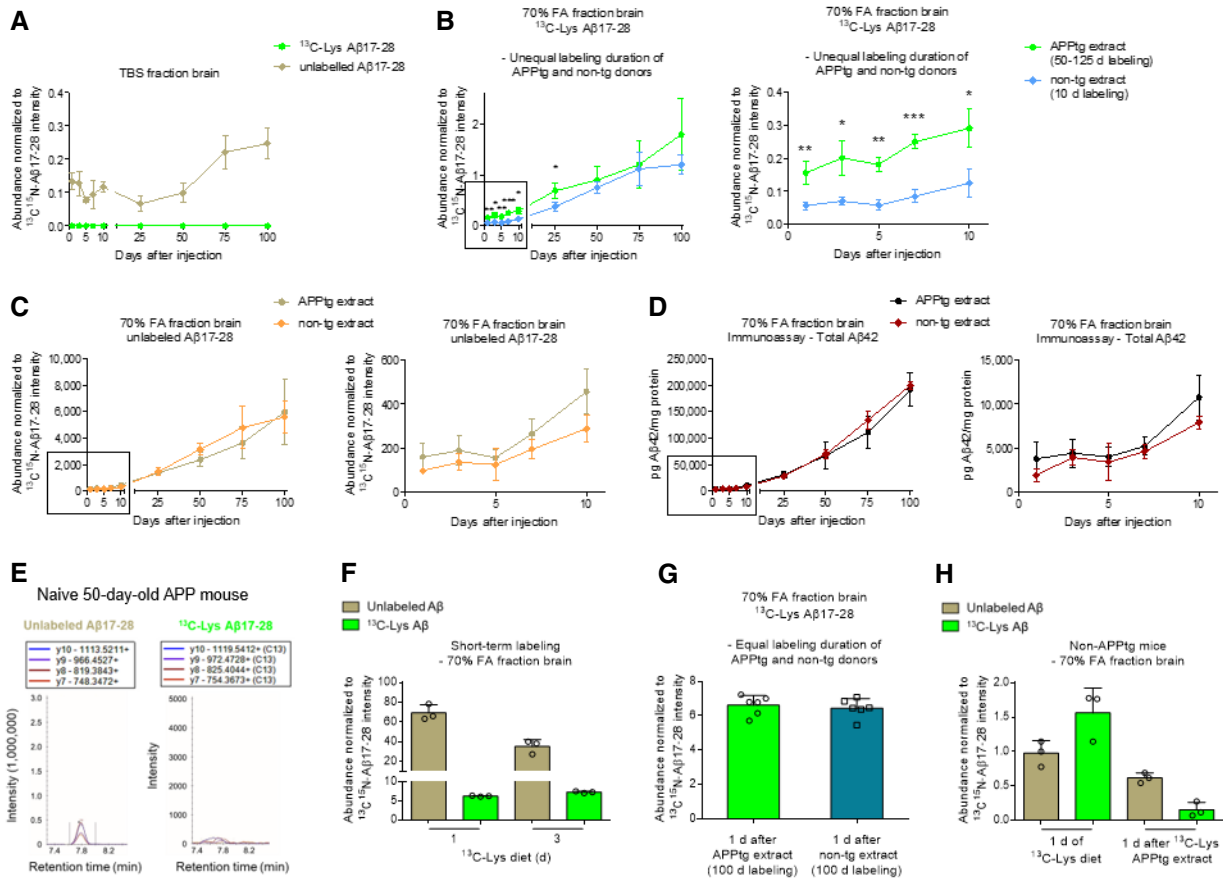 A
13C-Lys Aβ17-28
unlabelled Aβ17-28
TBS fraction brain
Abundance normalized to
13C15N-Aβ17-28 intensity
0.4
0.3
0.2
0.1
0.0
0 5 10 25 50 75 100
Days after injection
B
70% FA fraction brain
13C-Lys Aβ17-28
- Unequal labeling duration of
APPtg and non-tg donors
Abundance normalized to
13C15N-Aβ17-28 intensity
2
1
0
*
** * ** *** *
0 5 10 25 50 75 100
Days after injection
70% FA fraction brain
13C-Lys Aβ17-28
- Unequal labeling duration of
APPtg and non-tg donors
APPtg extract
(50-125 d labeling)
non-tg extract
(10 d labeling)
Abundance normalized to
13C15N-Aβ17-28 intensity
0.4
0.3
0.2
0.1
0.0
** * ** *** *
0 5 10
Days after injection
C
APPtg extract
non-tg extract
70% FA fraction brain
unlabeled Aβ17-28
Abundance normalized to
13C15N-Aβ17-28 intensity
10,000
8,000
6,000
4,000
2,000
0
0 5 10 25 50 75 100
Days after injection
70% FA fraction brain
unlabeled Aβ17-28
Abundance normalized to
13C15N-Aβ17-28 intensity
600
400
200
0
0 5 10
Days after injection
D
APPtg extract
non-tg extract
70% FA fraction brain
Immunoassay - Total Aβ42
pg Aβ42/mg protein
250,000
200,000
150,000
100,000
50,000
0
0 5 10 25 50 75 100
Days after injection
70% FA fraction brain
Immunoassay - Total Aβ42
pg Aβ42/mg protein
15,000
10,000
5,000
0
0 5 10
Days after injection
E
Naive 50-day-old APP mouse
Unlabeled Aβ17-28
y10 - 1113.5211+
y9 - 966.4527+
y8 - 819.3843+
y7 - 748.3472+
Intensity (1,000,000)
3.0
2.5
2.0
1.5
1.0
0.5
0
7.4 7.8 8.2
Retention time (min)
13C-Lys Aβ17-28
y10 - 1119.5412+ (C13)
y9 - 972.4728+ (C13)
y8 - 825.4044+ (C13)
y7 - 754.3673+ (C13)
Intensity
5000
4000
3000
2000
1000
0
7.4 7.8 8.2
Retention time (min)
F
Unlabeled Aβ
13C-Lys Aβ
Short-term labeling
- 70% FA fraction brain
Abundance normalized to
13C15N-Aβ17-28 intensity
100
80
60
40
20
10
5
0
1 3
13C-Lys diet (d)
G
70% FA fraction brain
13C-Lys Aβ17-28
- Equal labeling duration of
APPtg and non-tg donors
Abundance normalized to
13C15N-Aβ17-28 intensity
8
6
4
2
0
1 d after
APPtg extract
(100 d labeling)
1 d after
non-tg extract
(100 d labeling)
H
Unlabeled Aβ
13C-Lys Aβ
Non-APPtg mice
- 70% FA fraction brain
Abundance normalized to
13C15N-Aβ17-28 intensity
2.0
1.5
1.0
0.5
0.0
1 d of
13C-Lys diet
1 d after 13C-Lys
APPtg extract